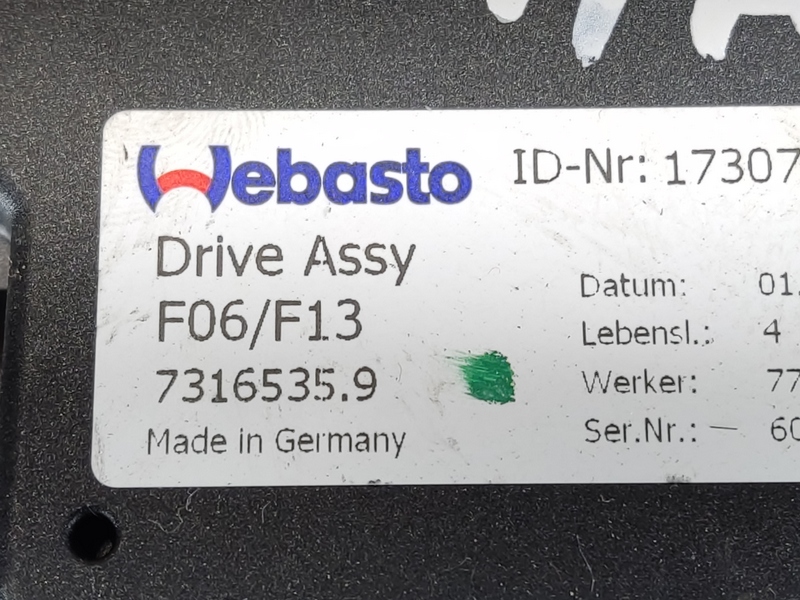 Webasto
ID-Nr: 17307
Drive Assy
F06/F13
7316535.9
Made in Germany
Datum: 01.
Lebensl.: 4
Werker: 77
Ser.Nr.: — 60